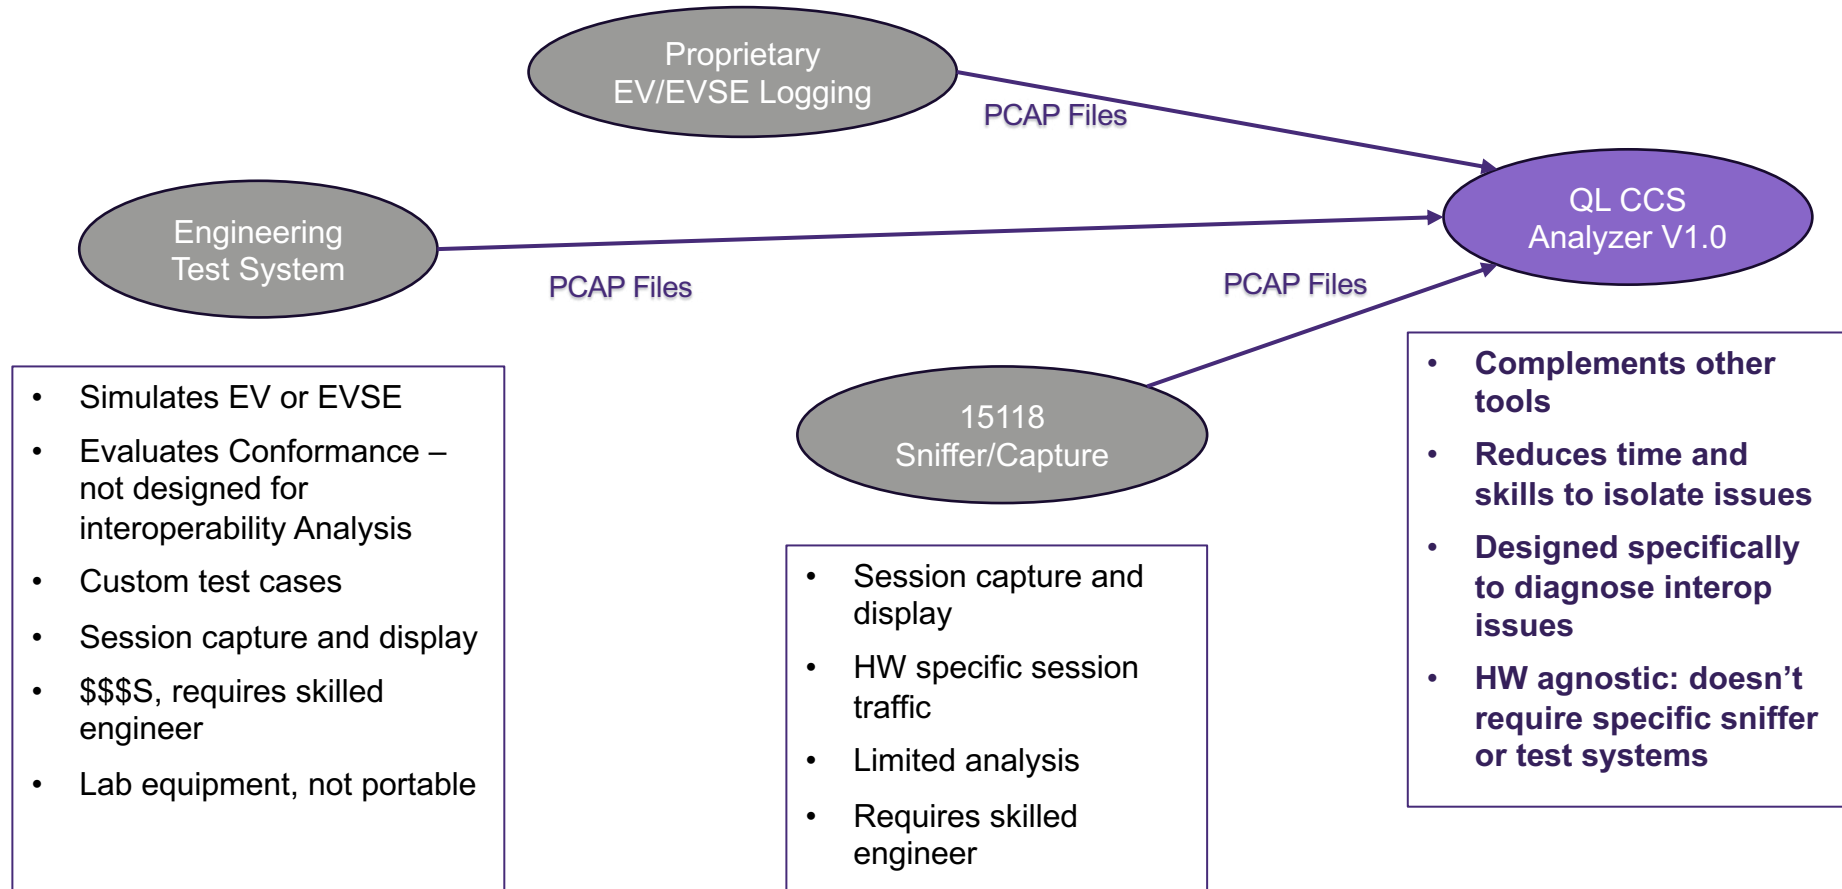 Proprietary
EV/EVSE Logging
PCAP Files
QL CCS
Analyzer V1.0
Engineering
Test System
PCAP Files
PCAP Files
15118
Sniffer/Capture
• Simulates EV or EVSE
• Evaluates Conformance –
not designed for
interoperability Analysis
• Custom test cases
• Session capture and display
• $$$S, requires skilled
engineer
• Lab equipment, not portable
• Session capture and
display
• HW specific session
traffic
• Limited analysis
• Requires skilled
engineer
• Complements other
tools
• Reduces time and
skills to isolate issues
• Designed specifically
to diagnose interop
issues
• HW agnostic: doesn’t
require specific sniffer
or test systems